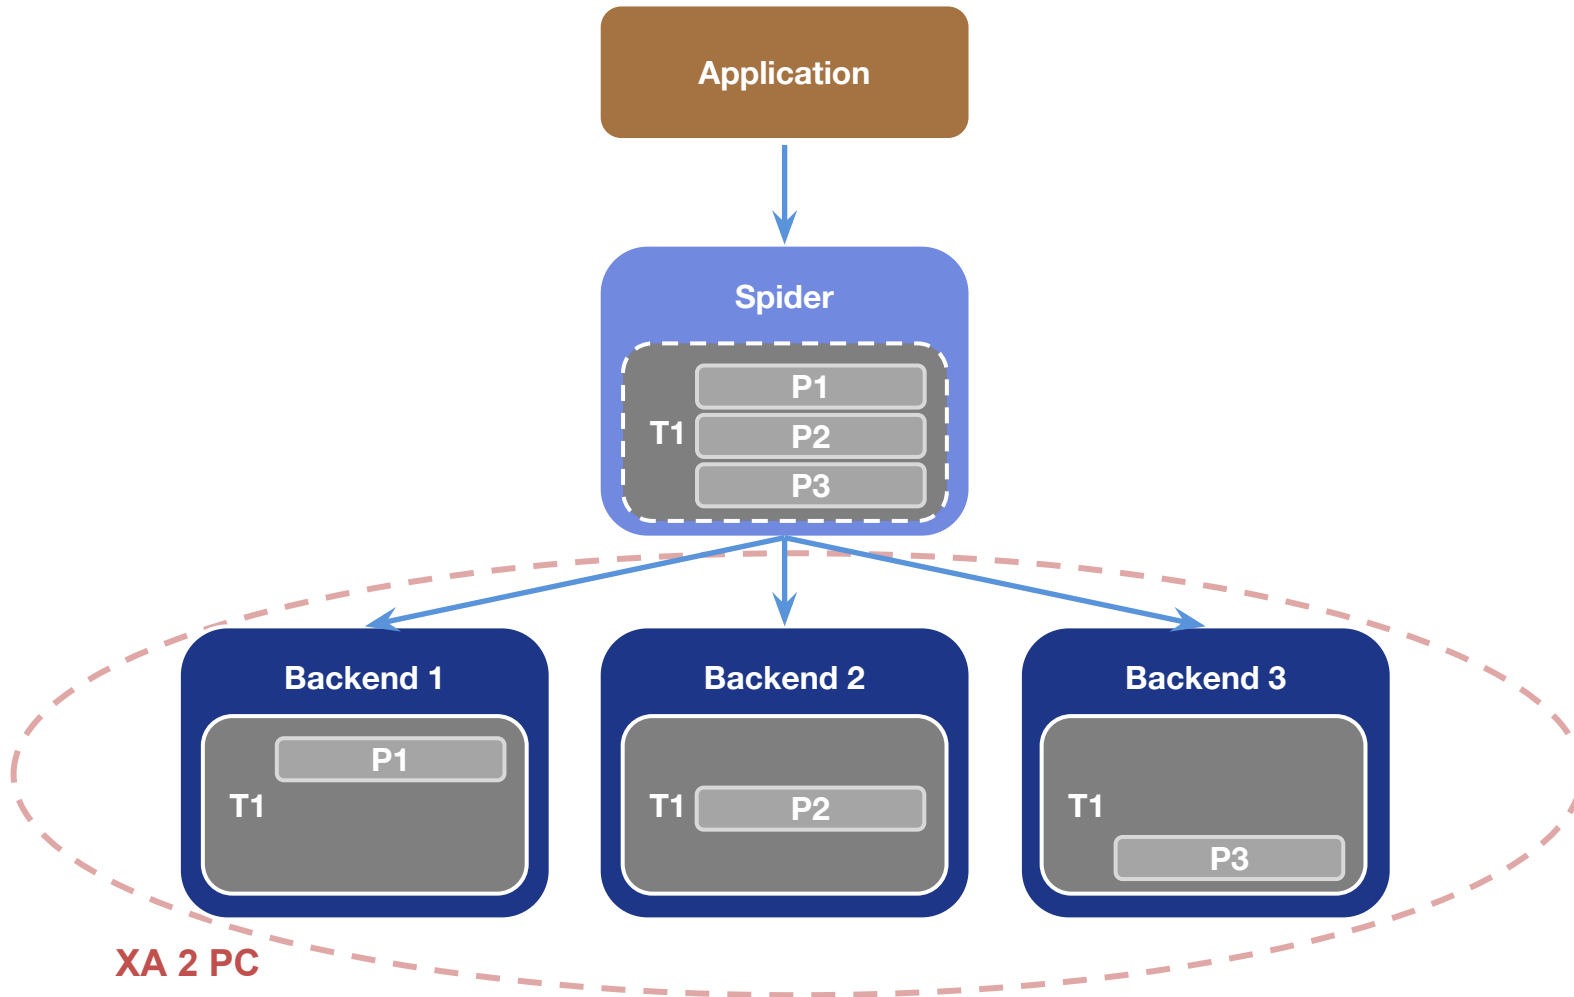 Application
Spider
P1
T1
P2
P3
Backend 1
Backend 2
Backend 3
P1
T1
T1
P2
T1
P3
XA 2 PC